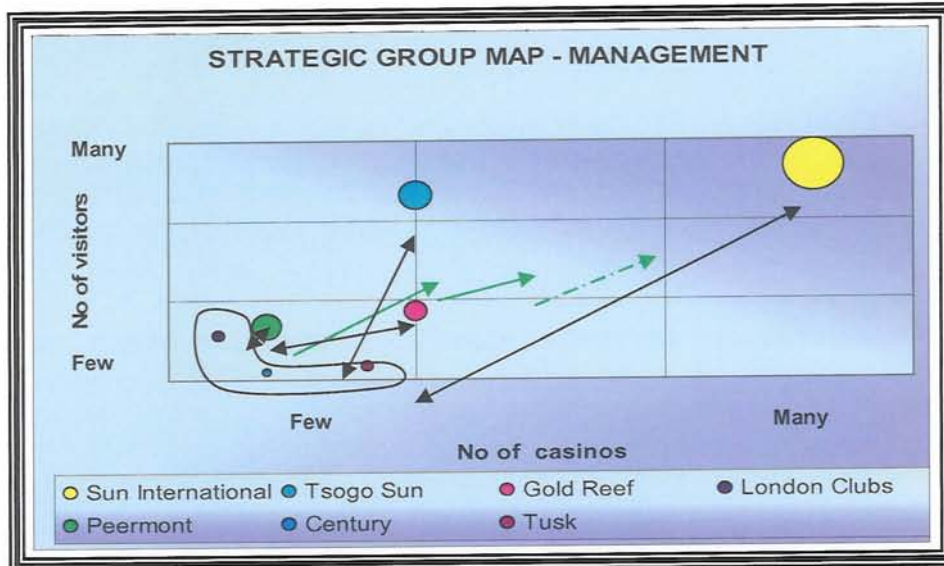 STRATEGIC GROUP MAP - MANAGEMENT
Many
No of visitors
Few
Few
Many
No of casinos
Sun International Tsogo Sun Gold Reef London Clubs
Peermont Century Tusk